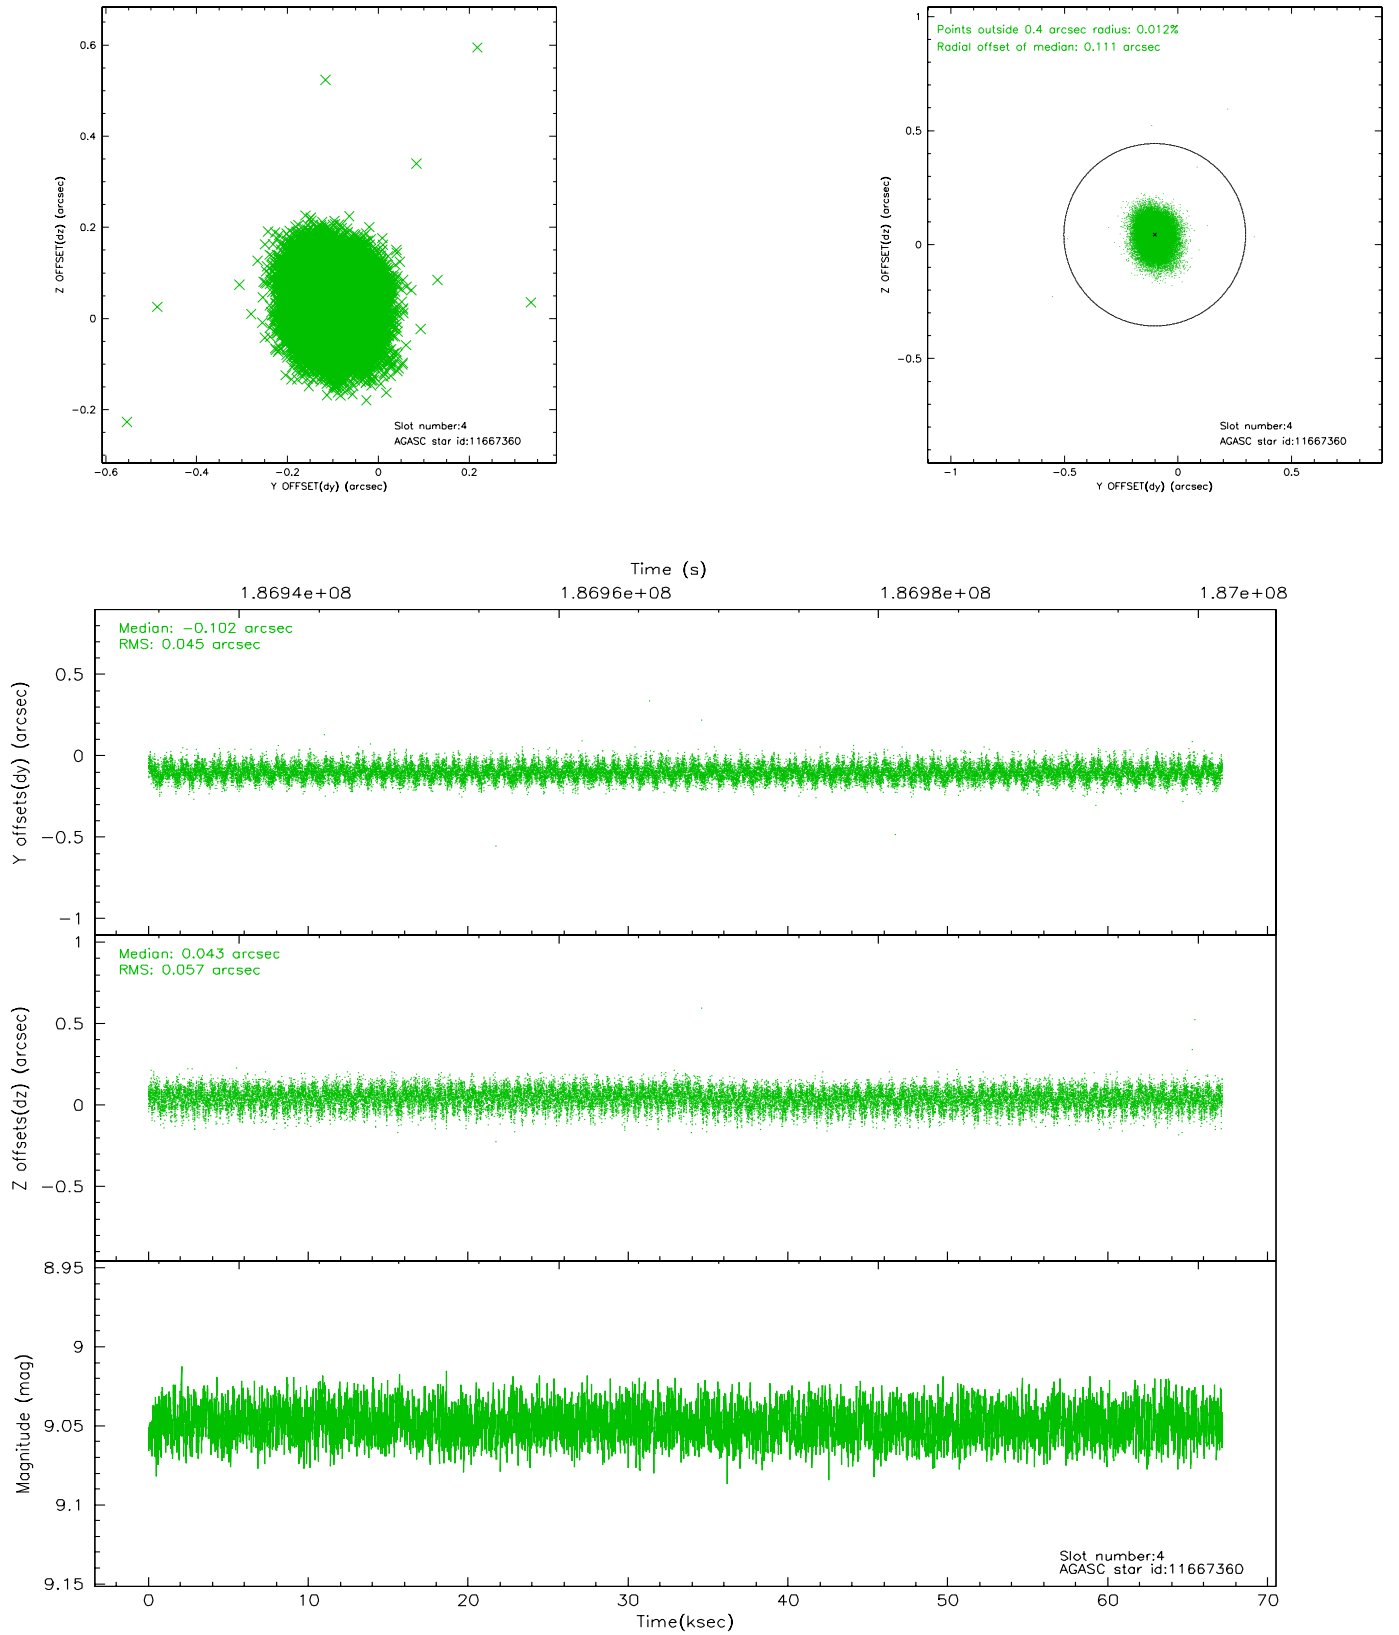 0.6
0.4
0.2
0
−0.2
Z OFFSET(dz) (arcsec)
Slot number:4
AGASC star id:11667360
−0.6
−0.4
−0.2
0
0.2
Y OFFSET(dy) (arcsec)
Points outside 0.4 arcsec radius: 0.012%
Radial offset of median: 0.111 arcsec
1
0.5
0
−0.5
Z OFFSET(dz) (arcsec)
Slot number:4
AGASC star id:11667360
−1
−0.5
0
0.5
Y OFFSET(dy) (arcsec)
Time (s)
1.8694e+08
1.8696e+08
1.8698e+08
1.87e+08
Median: −0.102 arcsec
RMS: 0.045 arcsec
0.5
0
−0.5
−1
Y offsets(dy) (arcsec)
Median: 0.043 arcsec
RMS: 0.057 arcsec
1
0.5
0
−0.5
Z offsets(dz) (arcsec)
8.95
9
9.05
9.1
9.15
Magnitude (mag)
Slot number:4
AGASC star id:11667360
0
10
20
30
40
50
60
70
Time(ksec)